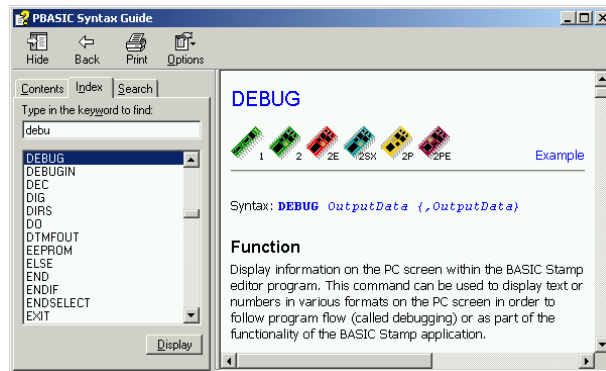 PBASIC Syntax Guide
Hide Back Print Options
Contents Index Search
Type in the keyword to find:
debu
DEBUG
DEBUGIN
DEC
DIG
DIRS
DO
DTMFOUT
EEPROM
ELSE
END
ENDIF
ENDSELECT
EXIT
Display
DEBUG
1 2 2E 2SX 2P 2PE
Example
Syntax: DEBUG OutputData {,OutputData}
Function
Display information on the PC screen within the BASIC Stamp
editor program. This command can be used to display text or
numbers in various formats on the PC screen in order to
follow program flow (called debugging) or as part of the
functionality of the BASIC Stamp application.